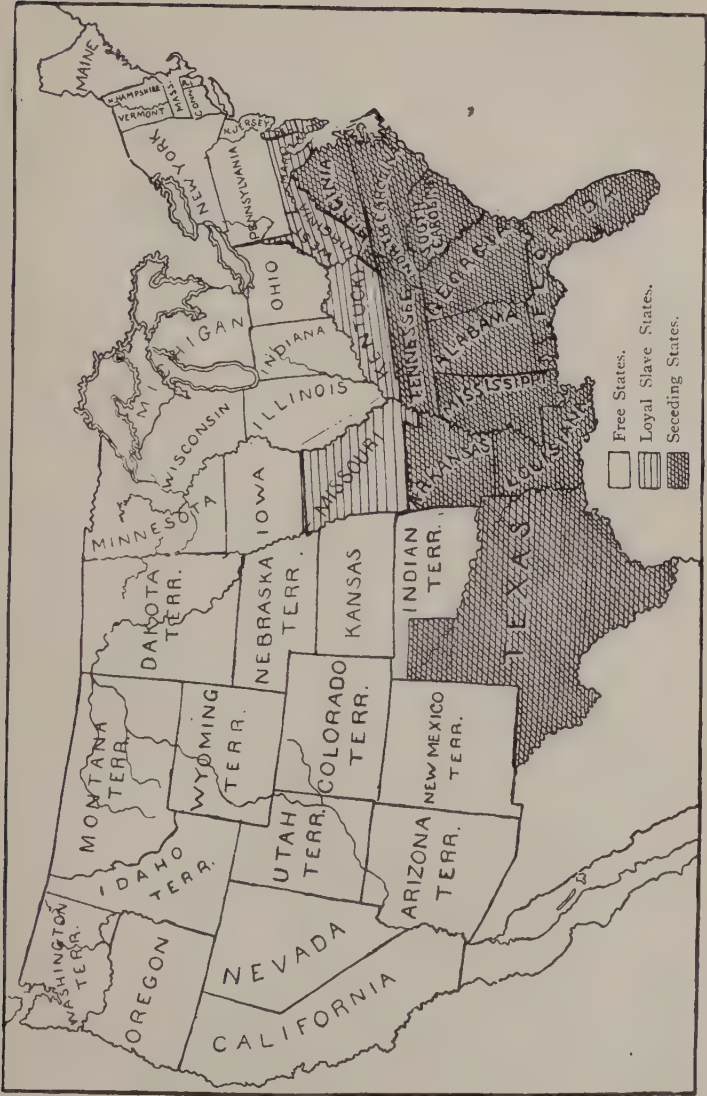 WASHINGTON
TERR.
OREGON
CALIFORNIA
NEVADA
IDAHO
TERR.
MONTANA
TERR.
WYOMING
TERR.
UTAH
TERR.
ARIZONA
TERR.
COLORADO
TERR.
NEW MEXICO
TERR.
DAKOTA
TERR.
NEBRASKA
TERR.
KANSAS
INDIAN
TERR.
TEXAS
MINNESOTA
IOWA
MISSOURI
ARKANSAS
LOUISIANA
WISCONSIN
ILLINOIS
MICHIGAN
INDIANA
OHIO
KENTUCKY
TENNESSEE
MISSISSIPPI
ALABAMA
GEORGIA
FLORIDA
SOUTH
CAROLINA
NORTH CAROLINA
VIRGINIA
WEST
VIRGINIA
MARYLAND
PENNSYLVANIA
N.JERSEY
NEW YORK
VERMONT
N.HAMPSHIRE
MASS.
CONN.
MAINE
Free States.
Loyal Slave States.
Seceding States.